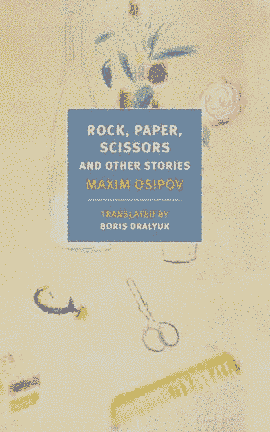 ROCK, PAPER,
SCISSORS
AND OTHER STORIES
MAXIM OSIPOV
TRANSLATED BY
BORIS DRALYUK